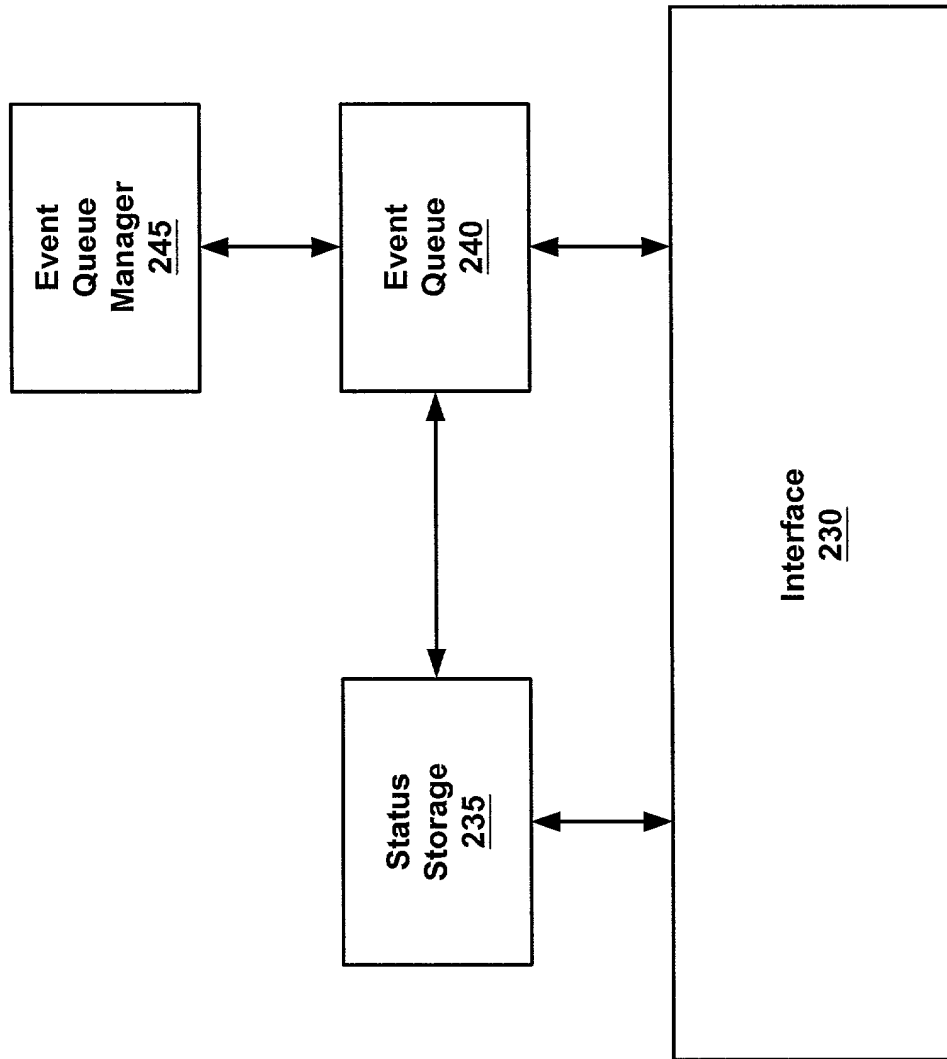 Event
Queue
Manager
245
Event
Queue
240
Status
Storage
235
Interface
230